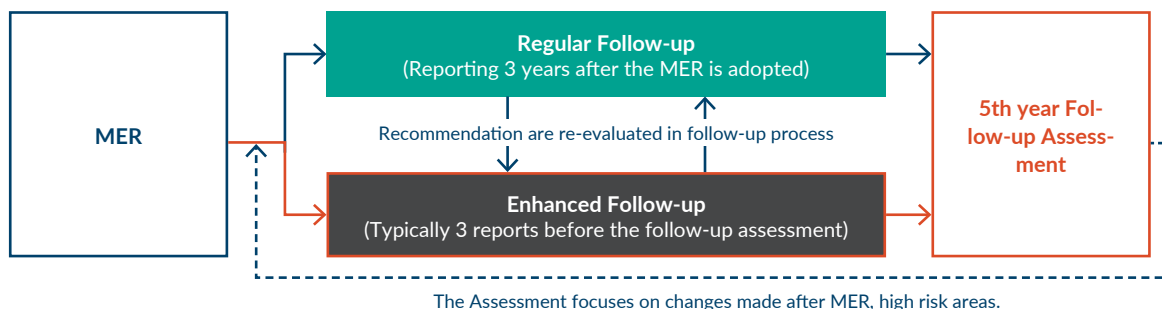 MER
Regular Follow-up
(Reporting 3 years after the MER is adopted)
Recommendation are re-evaluated in follow-up process
Enhanced Follow-up
(Typically 3 reports before the follow-up assessment)
5th year Fol-
low-up Assess-
ment
The Assessment focuses on changes made after MER, high risk areas.